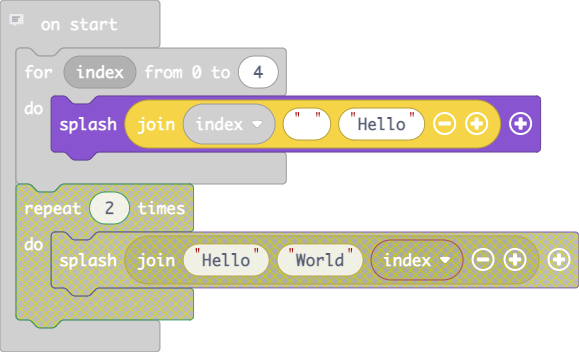 on start
for index from 0 to 4
do
splash join index " " "Hello"
repeat 2 times
do
splash join "Hello" "World" index